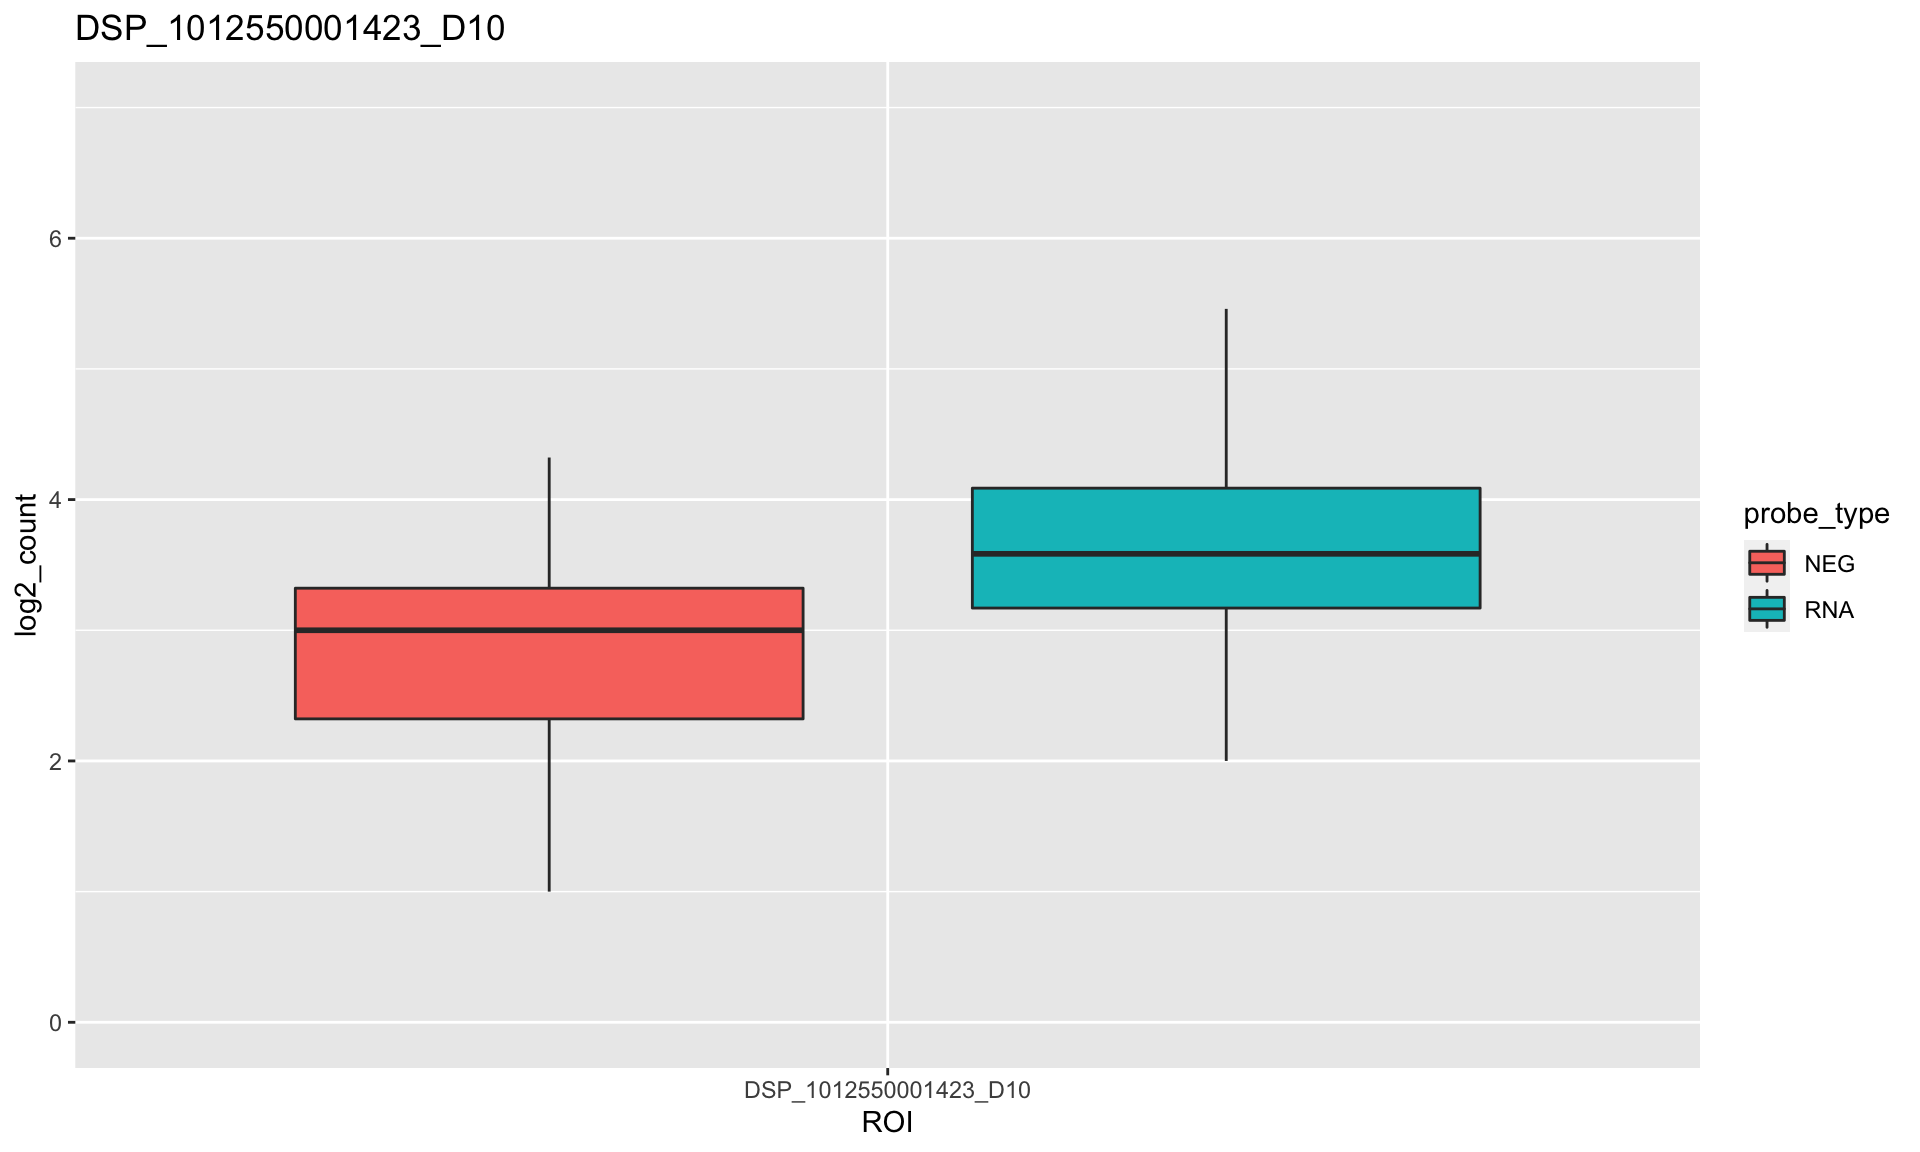 DSP_1012550001423_D10
log2_count
6
4
2
0
DSP_1012550001423_D10
ROI
probe_type
NEG
RNA